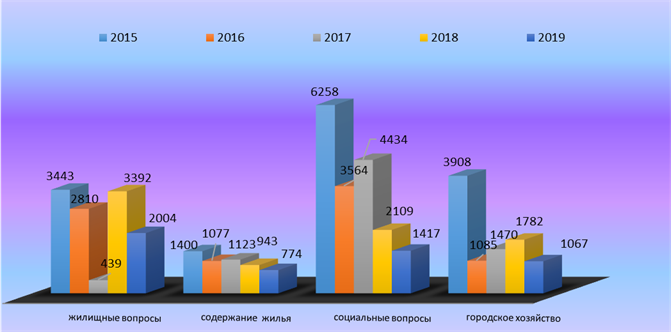 2015 2016 2017 2018 2019
6258
4434
3443 2810 439 3392 2004
1400 1077 1123 943 774
3564 2109 1417
3908 1085 1470 1782 1067
жилищные вопросы содержание жилья социальные вопросы городское хозяйство